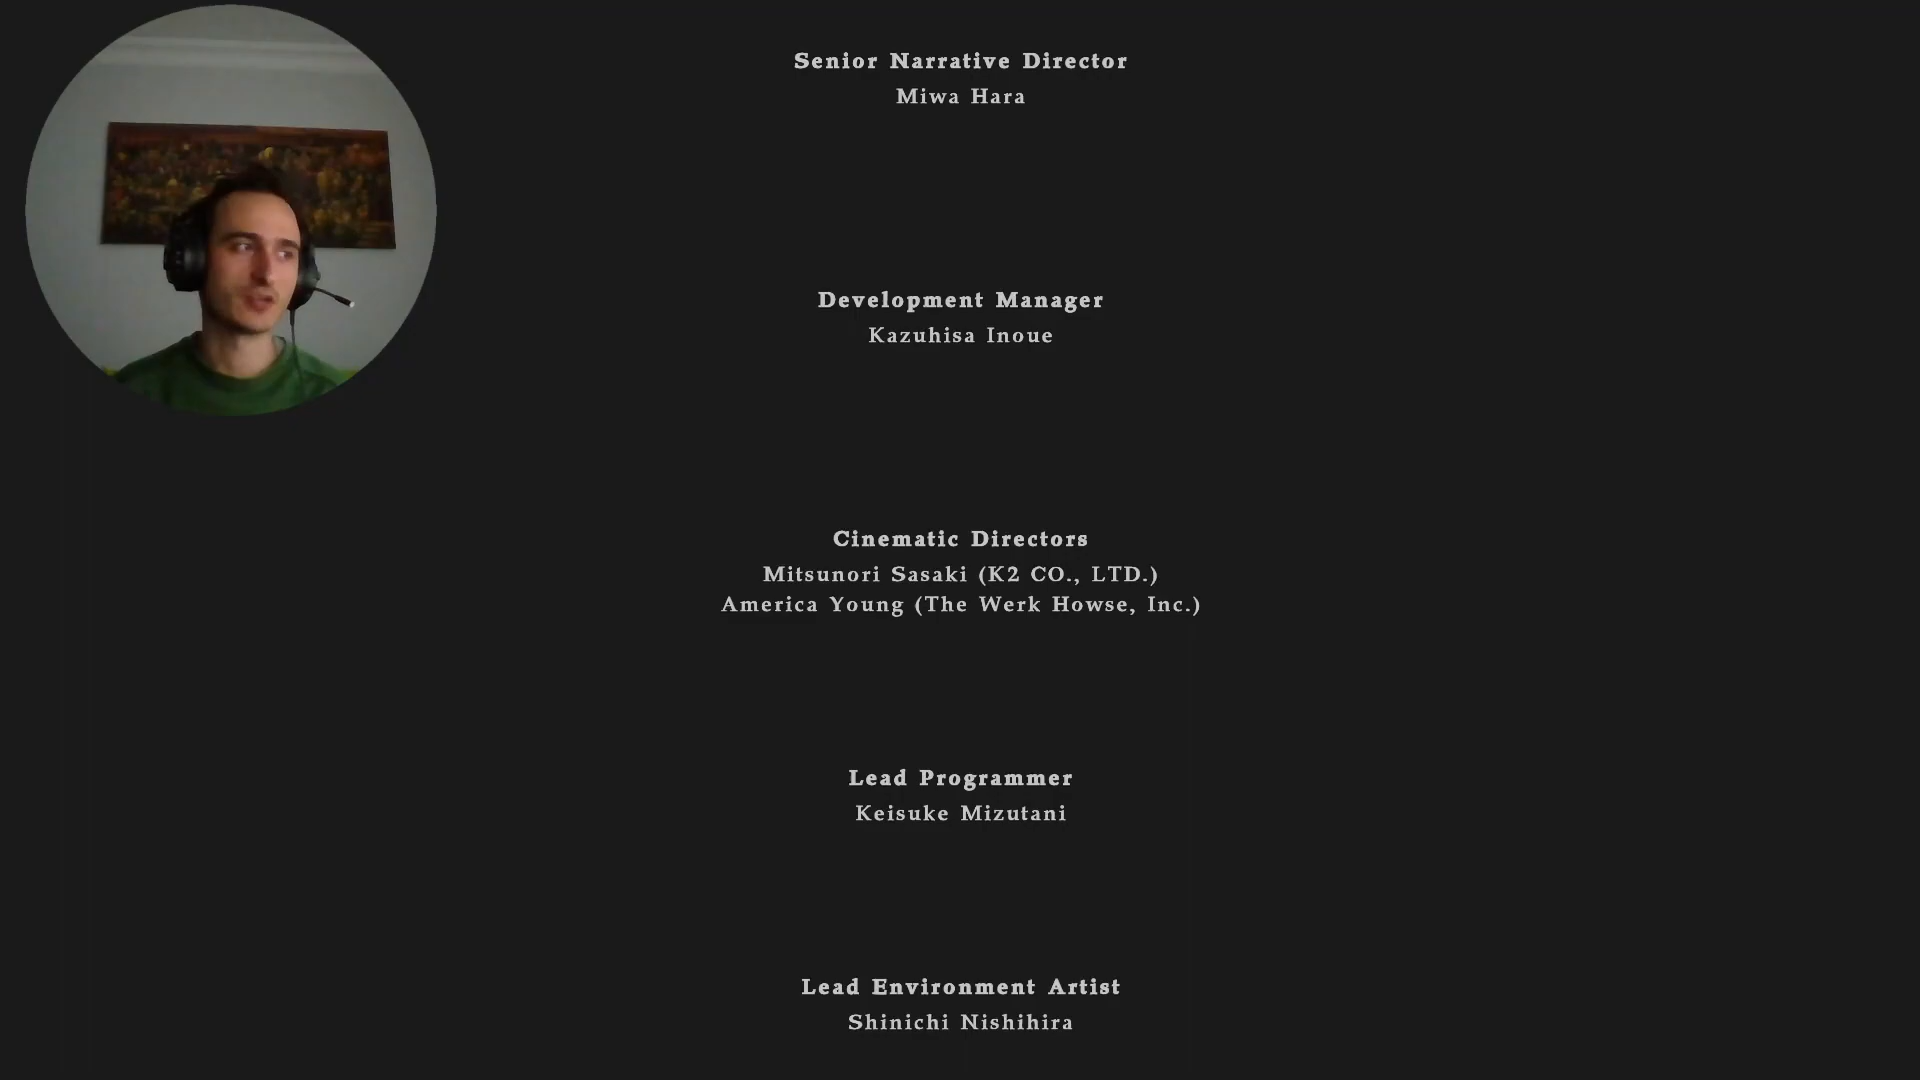 Senior Narrative Director
Miwa Hara
Development Manager
Kazuhisa Inoue
Cinematic Directors
Mitsunori Sasaki (K2 CO., LTD.)
America Young (The Werk Howse, Inc.)
Lead Programmer
Keisuke Mizutani
Lead Environment Artist
Shinichi Nishihira